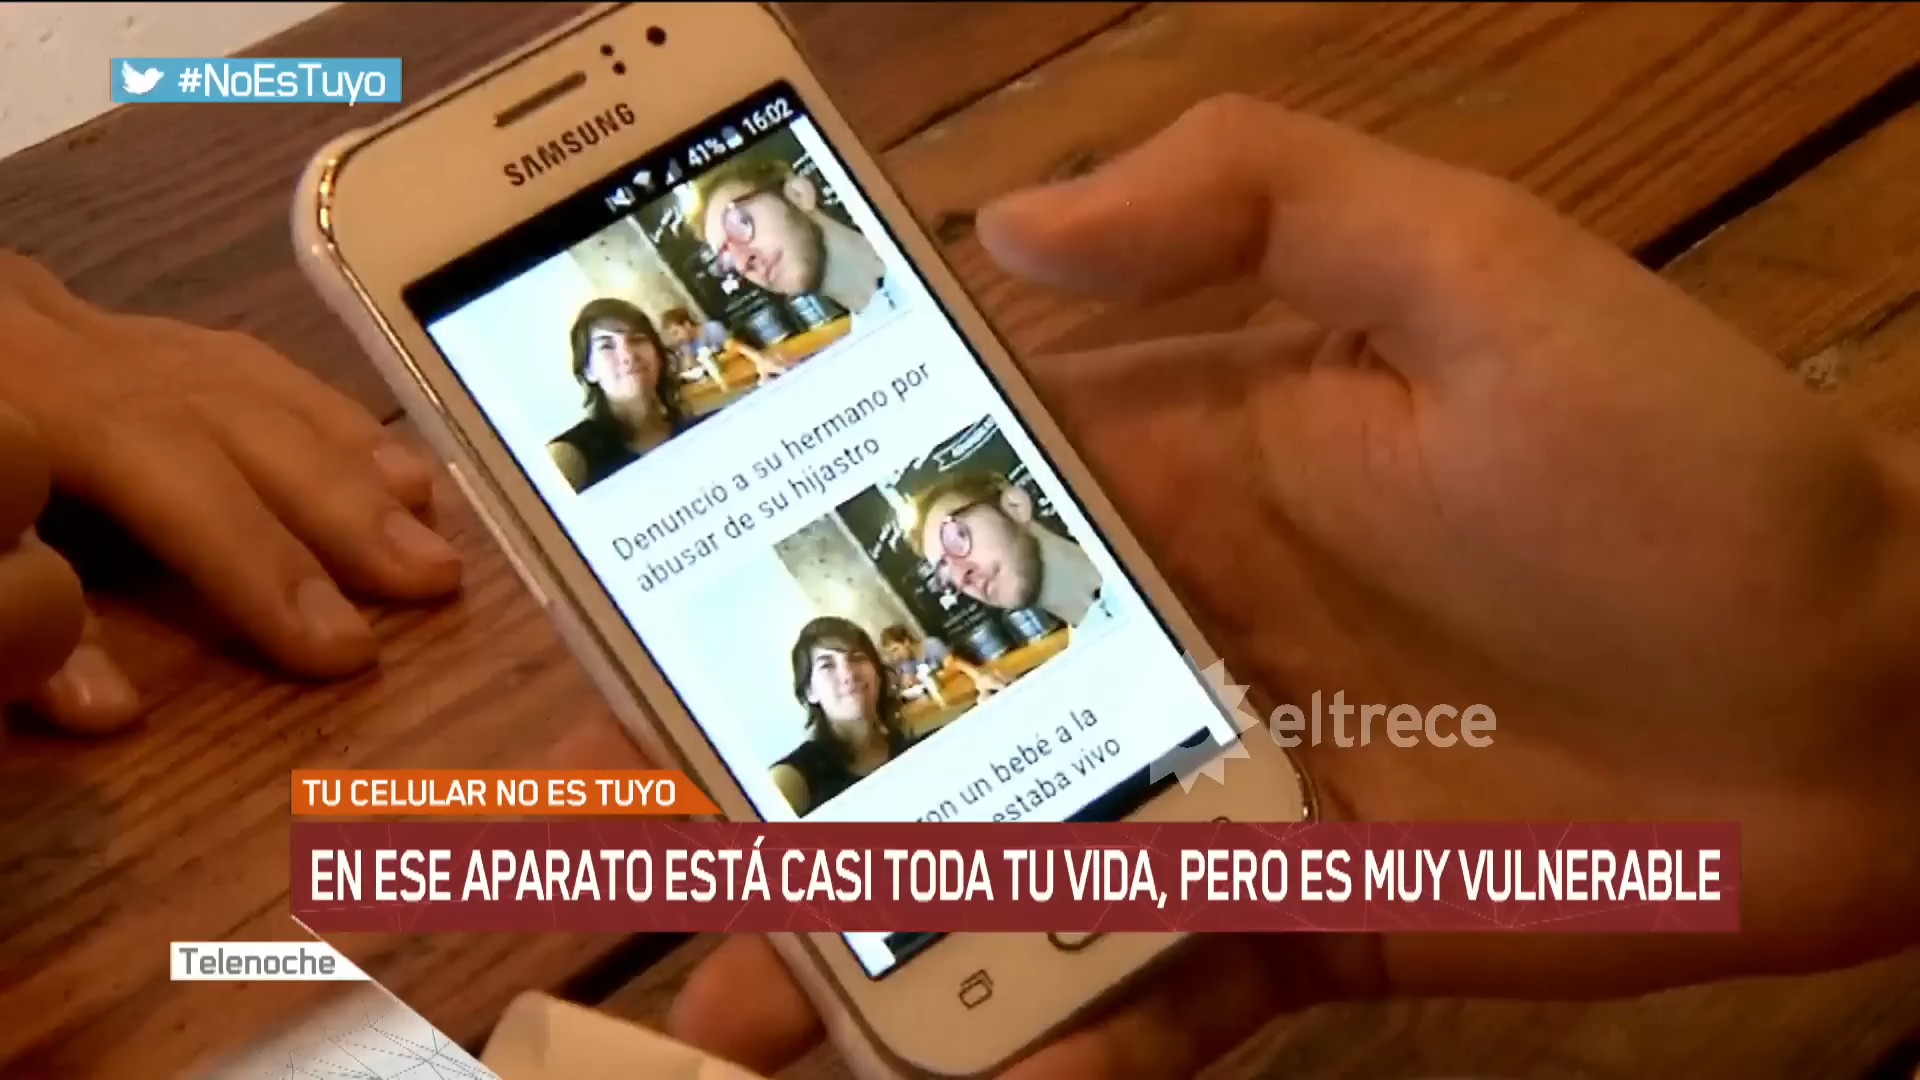 #NoEsTuyo
SAMSUNG
41% 16:02
Denunció a su hermano por
abusar de su hijastro
un bebé a la
estaba vivo
eltrece
TU CELULAR NO ES TUYO
EN ESE APARATO ESTÁ CASI TODA TU VIDA, PERO ES MUY VULNERABLE
Telenoche